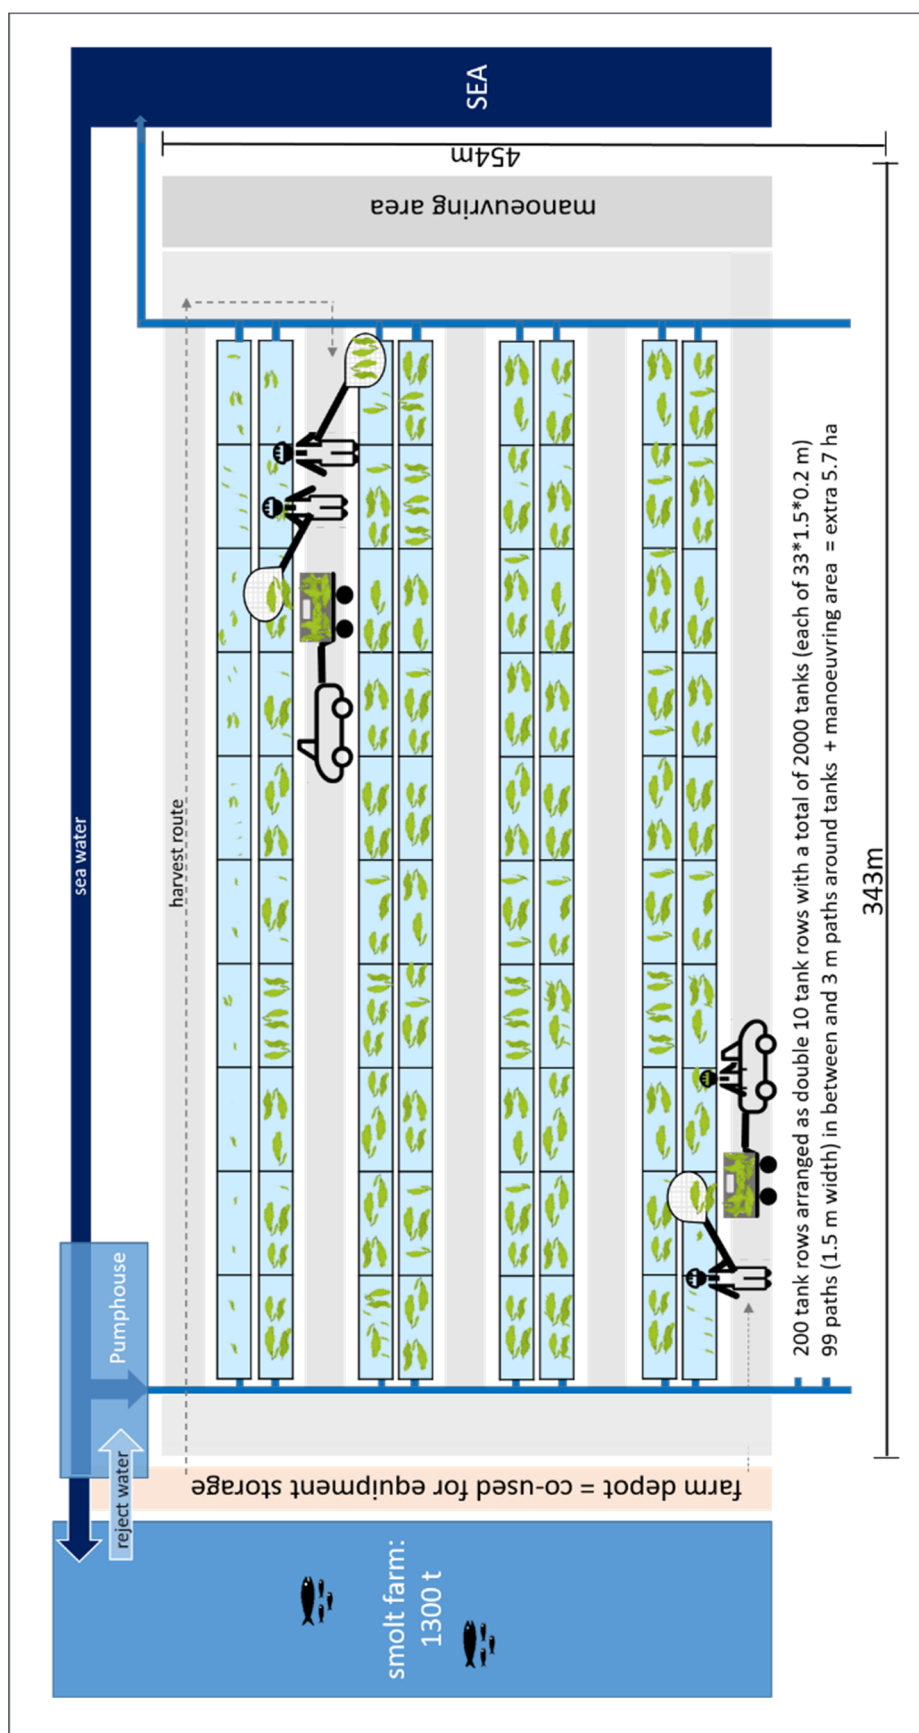 SEA
454m
manoeuvring area
sea water
harvest route
Pumphouse
reject water
farm depot = co-used for equipment storage
smolt farm:
1300 t
200 tank rows arranged as double 10 tank rows with a total of 2000 tanks (each of 33*1.5*0.2 m)
99 paths (1.5 m width) in between and 3 m paths around tanks + manoeuvring area = extra 5.7 ha
343m